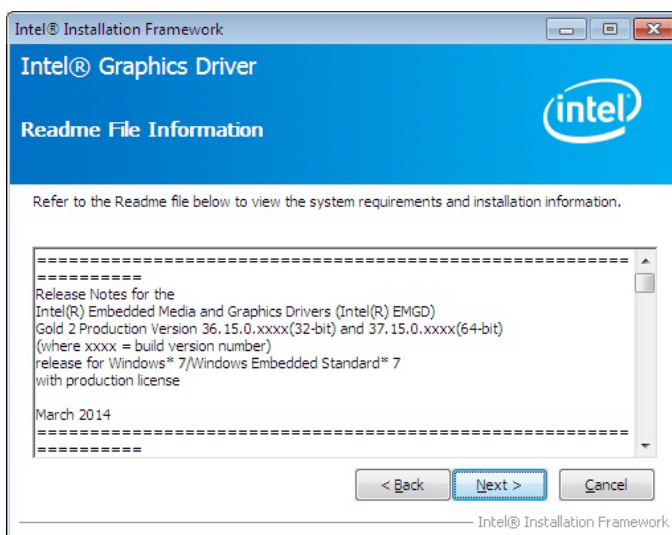 Intel® Installation Framework
Intel(R) Graphics Driver
Readme File Information
intel
Refer to the Readme file below to view the system requirements and installation information.
========================================================
==========
Release Notes for the
Intel(R) Embedded Media and Graphics Drivers (Intel(R) EMGD)
Gold 2 Production Version 36.15.0.xxxx(32-bit) and 37.15.0.xxxx(64-bit)
(where xxxx = build version number)
release for Windows* 7/Windows Embedded Standard* 7
with production license
March 2014
========================================================
==========
< Back
Next >
Cancel
Intel® Installation Framework